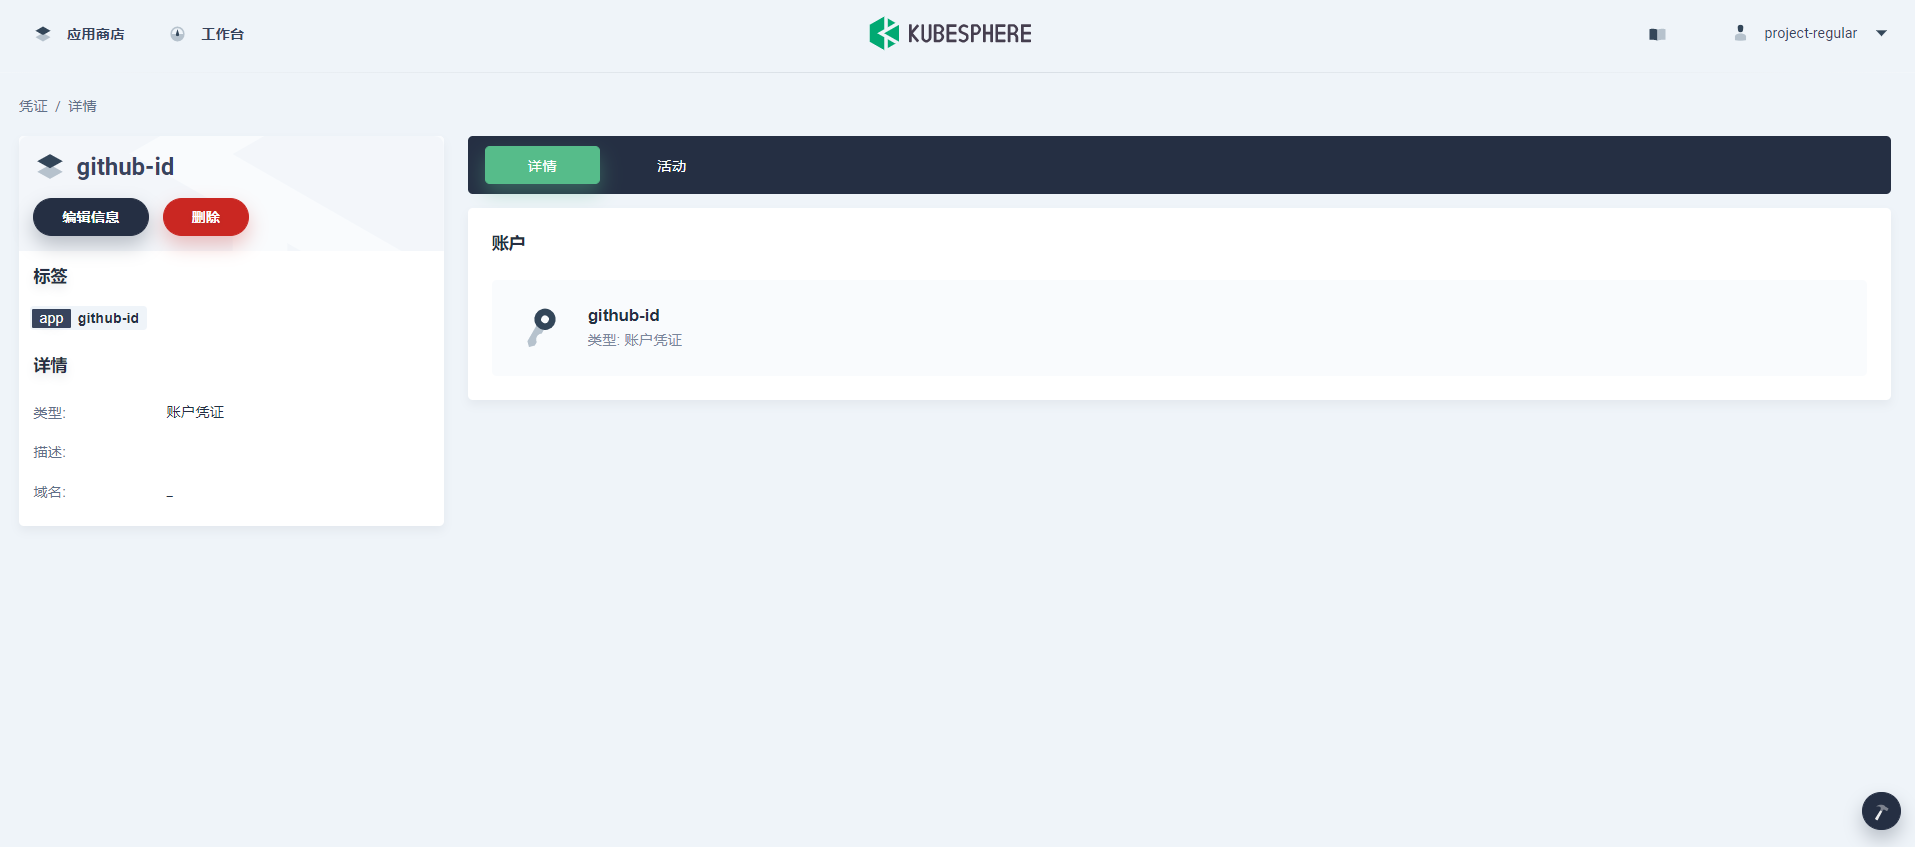 应用商店
工作台
KUBESPHERE
project-regular
凭证 / 详情
github-id
编辑信息
删除
标签
app github-id
详情
类型: 账户凭证
描述:
域名: _
详情
活动
账户
github-id
类型: 账户凭证